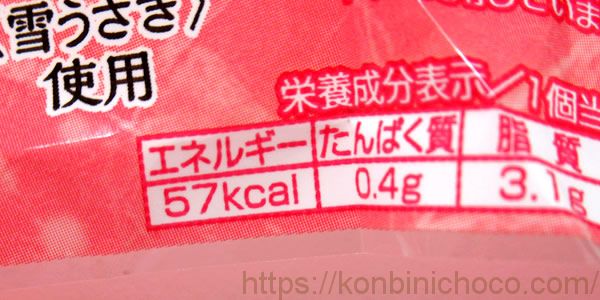 〈雪うさぎ〉
使用
栄養成分表示／1個当
エネルギー たんぱく質 脂質
57kcal 0.4g 3.1g
https://konbinichoco.com/